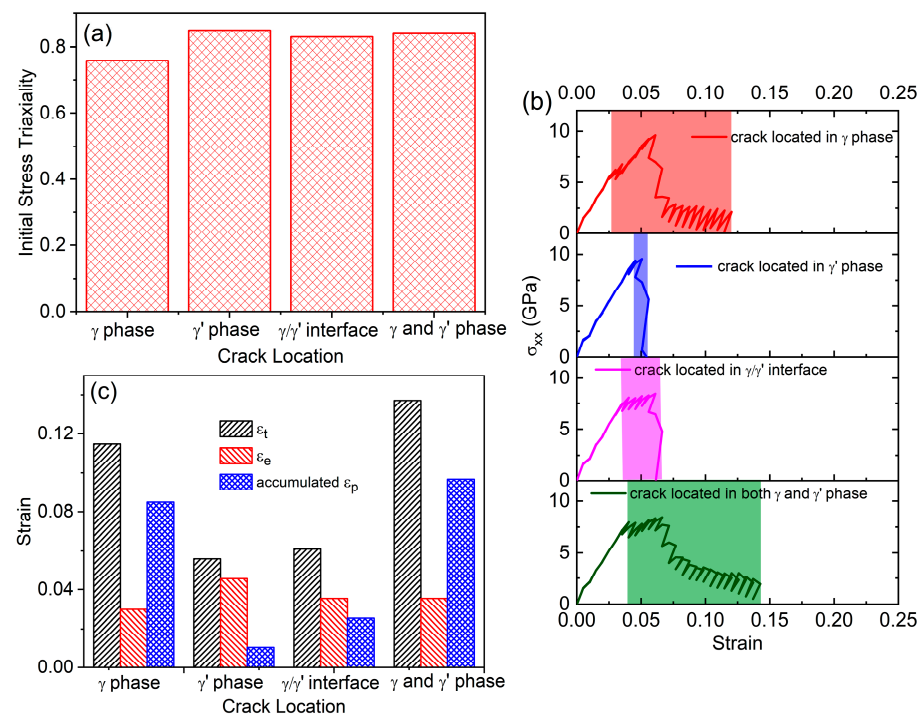 (a)
Initial Stress Triaxiality
0.8
0.6
0.4
0.2
0.0
γ phase γ' phase γ/γ' interface γ and γ' phase
Crack Location
(b)
0.00 0.05 0.10 0.15 0.20 0.25
σxx (GPa)
10
5
0
crack located in γ phase
10
5
0
crack located in γ' phase
10
5
0
crack located in γ/γ' interface
10
5
0
crack located in both γ and γ' phase
0.00 0.05 0.10 0.15 0.20 0.25
Strain
(c)
Strain
0.12
0.08
0.04
0.00
εt
εe
accumulated εp
γ phase γ' phase γ/γ' interface γ and γ' phase
Crack Location